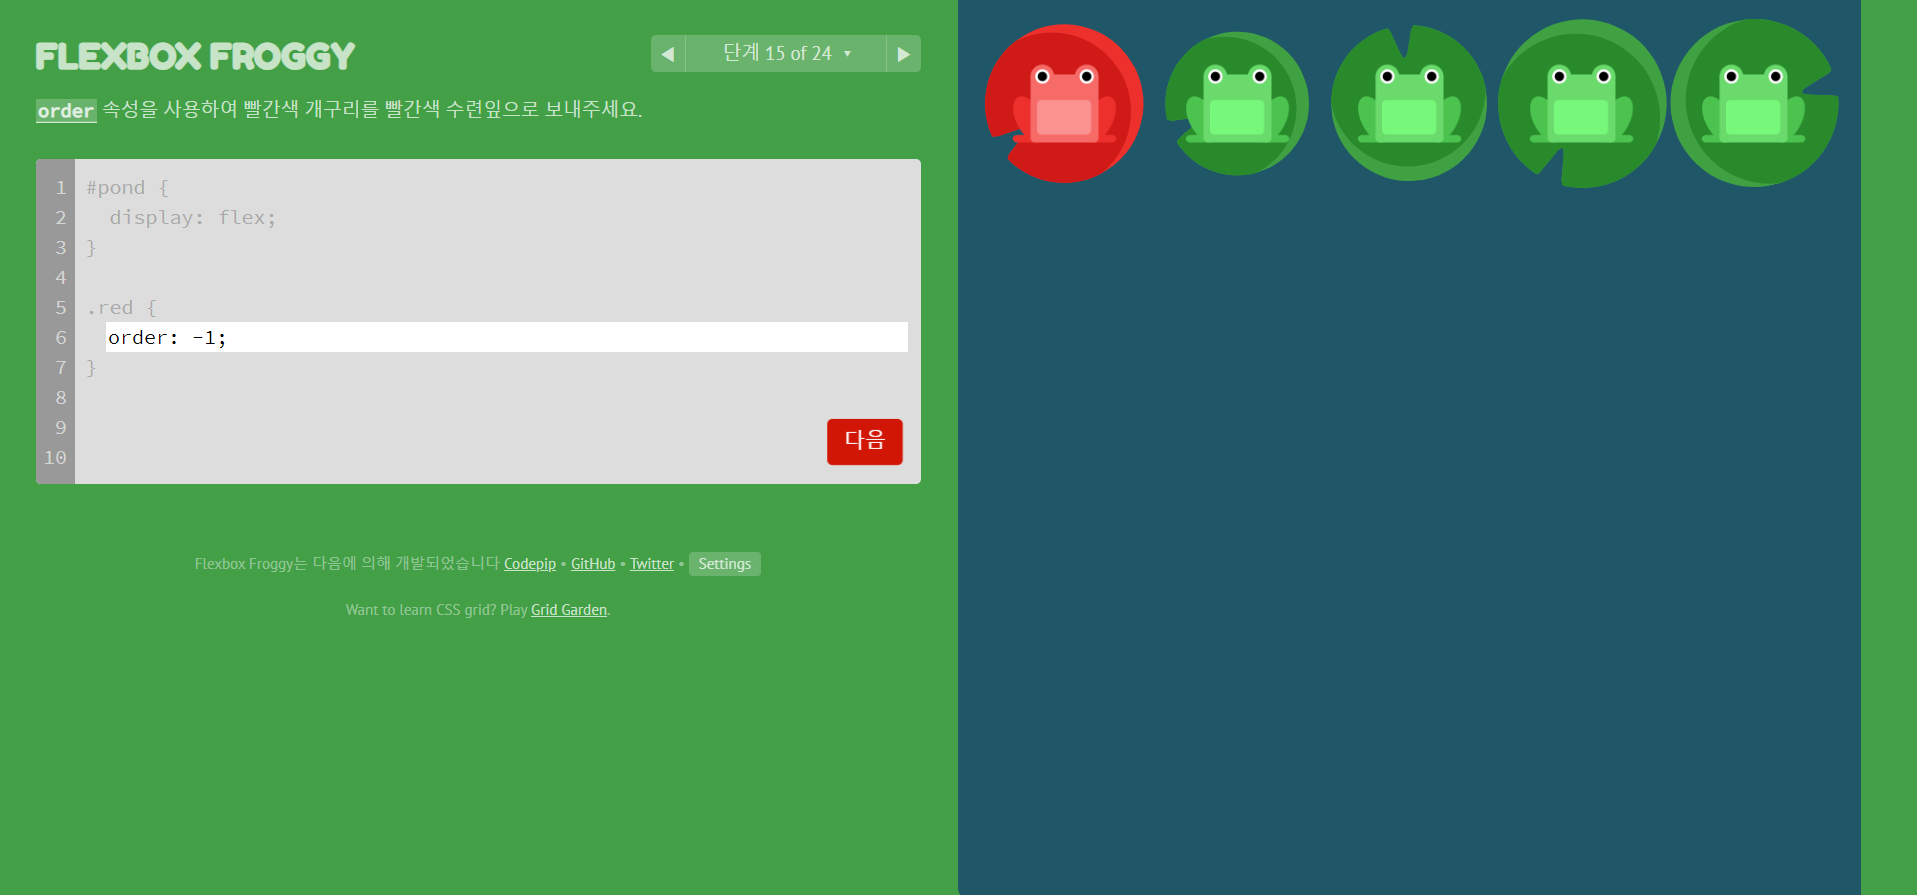 FLEXBOX FROGGY
◀ 단계 15 of 24 ▾ ▶
order 속성을 사용하여 빨간색 개구리를 빨간색 수련잎으로 보내주세요.
1 #pond {
2 display: flex;
3 }
4
5 .red {
6 order: -1;
7 }
8
9
10
다음
Flexbox Froggy는 다음에 의해 개발되었습니다 Codepip • GitHub • Twitter • Settings
Want to learn CSS grid? Play Grid Garden.